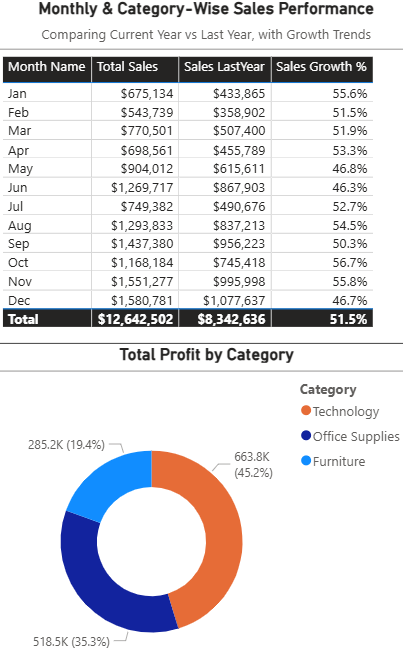 Monthly & Category-Wise Sales Performance
Comparing Current Year vs Last Year, with Growth Trends
Month Name Total Sales Sales LastYear Sales Growth %
Jan $675,134 $433,865 55.6%
Feb $543,739 $358,902 51.5%
Mar $770,501 $507,400 51.9%
Apr $698,561 $455,789 53.3%
May $904,012 $615,611 46.8%
Jun $1,269,717 $867,903 46.3%
Jul $749,382 $490,676 52.7%
Aug $1,293,833 $837,213 54.5%
Sep $1,437,380 $956,223 50.3%
Oct $1,168,184 $745,418 56.7%
Nov $1,551,277 $995,998 55.8%
Dec $1,580,781 $1,077,637 46.7%
Total $12,642,502 $8,342,636 51.5%
Total Profit by Category
Category
Technology
Office Supplies
Furniture
285.2K (19.4%)
663.8K
(45.2%)
518.5K (35.3%)